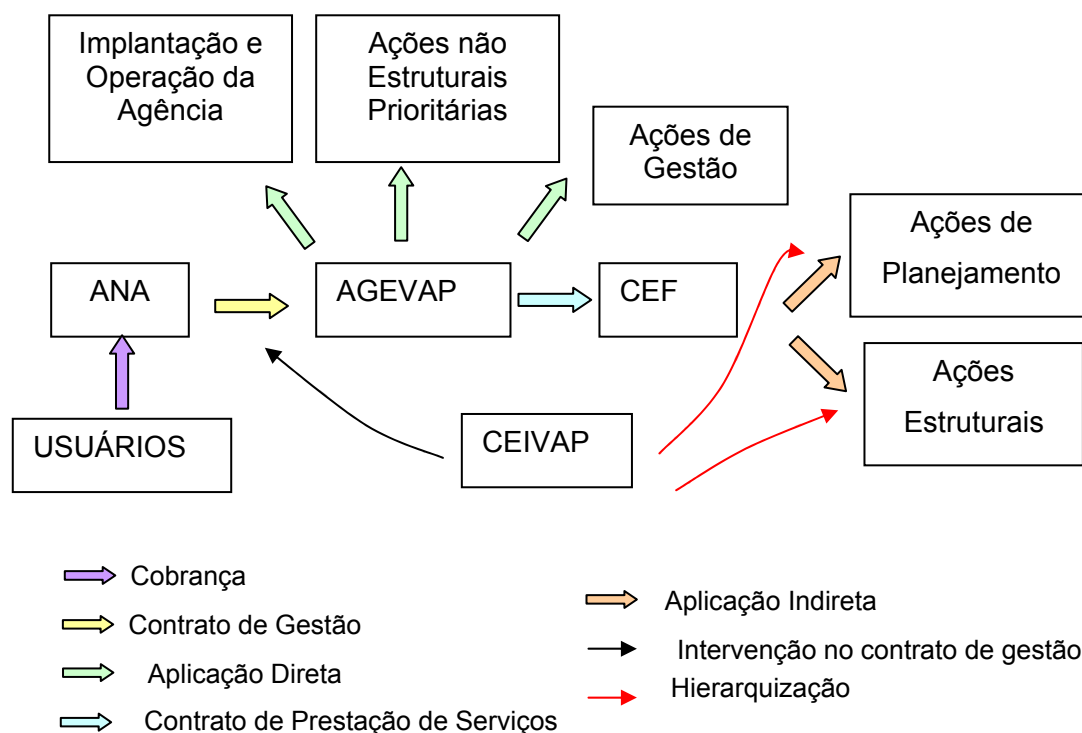 Implantação e
Operação da
Agência
Ações não
Estruturais
Prioritárias
Ações de
Gestão
Ações de
Planejamento
ANA
AGEVAP
CEF
Ações
Estruturais
USUÁRIOS
CEIVAP
Cobrança
Contrato de Gestão
Aplicação Direta
Contrato de Prestação de Serviços
Aplicação Indireta
Intervenção no contrato de gestão
Hierarquização